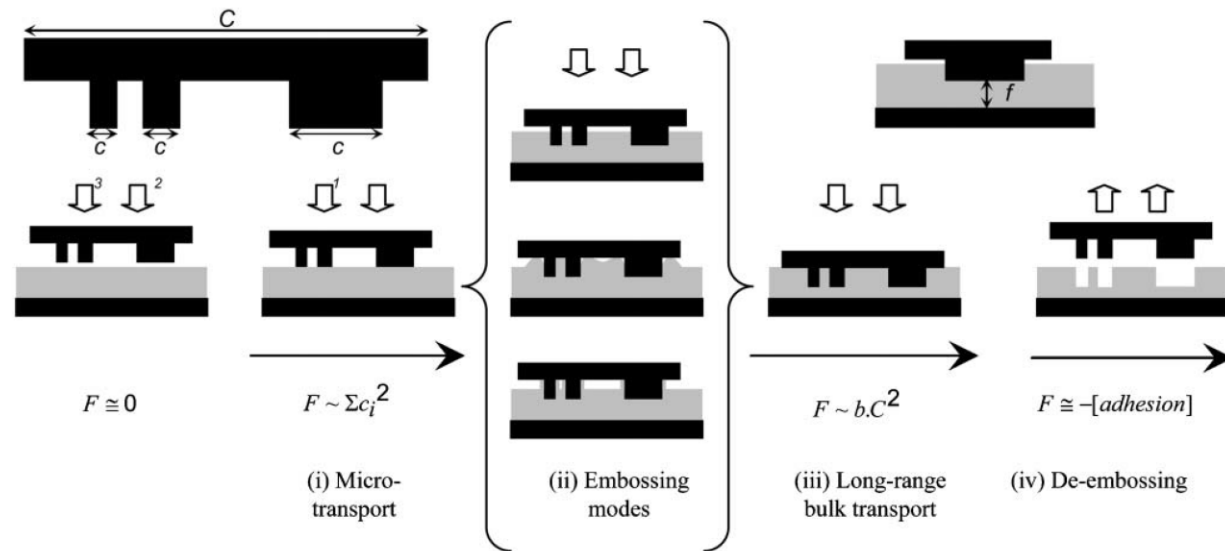 C
c c c
f
3 2
1
F ≅ 0
F ~ Σc_i^2
F ~ b.C^2
F ≅ –[adhesion]
(i) Micro-
transport
(ii) Embossing
modes
(iii) Long-range
bulk transport
(iv) De-embossing